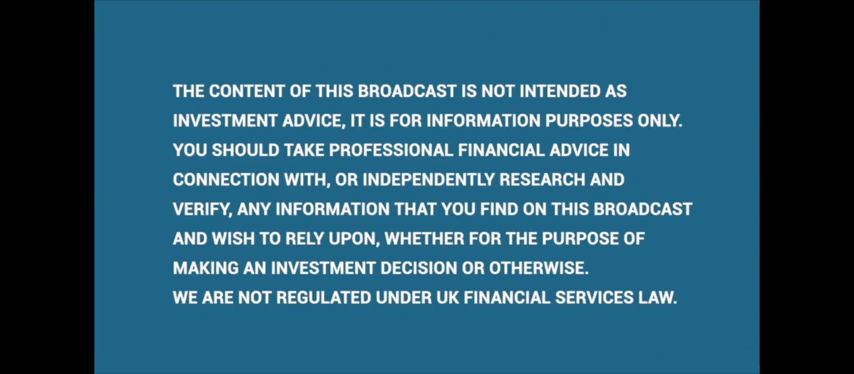 THE CONTENT OF THIS BROADCAST IS NOT INTENDED AS
INVESTMENT ADVICE, IT IS FOR INFORMATION PURPOSES ONLY.
YOU SHOULD TAKE PROFESSIONAL FINANCIAL ADVICE IN
CONNECTION WITH, OR INDEPENDENTLY RESEARCH AND
VERIFY, ANY INFORMATION THAT YOU FIND ON THIS BROADCAST
AND WISH TO RELY UPON, WHETHER FOR THE PURPOSE OF
MAKING AN INVESTMENT DECISION OR OTHERWISE.
WE ARE NOT REGULATED UNDER UK FINANCIAL SERVICES LAW.